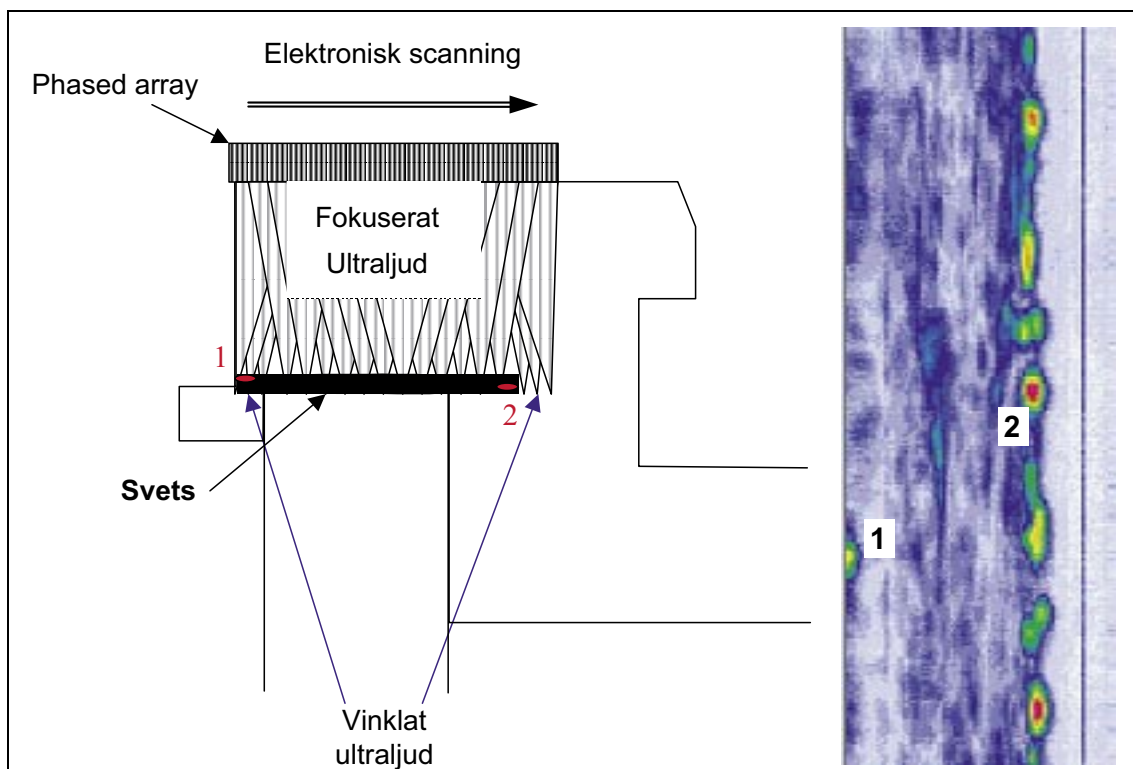 Elektronisk scanning
Phased array
Fokuserat
Ultraljud
1
2
Svets
Vinklat
ultraljud
2
1